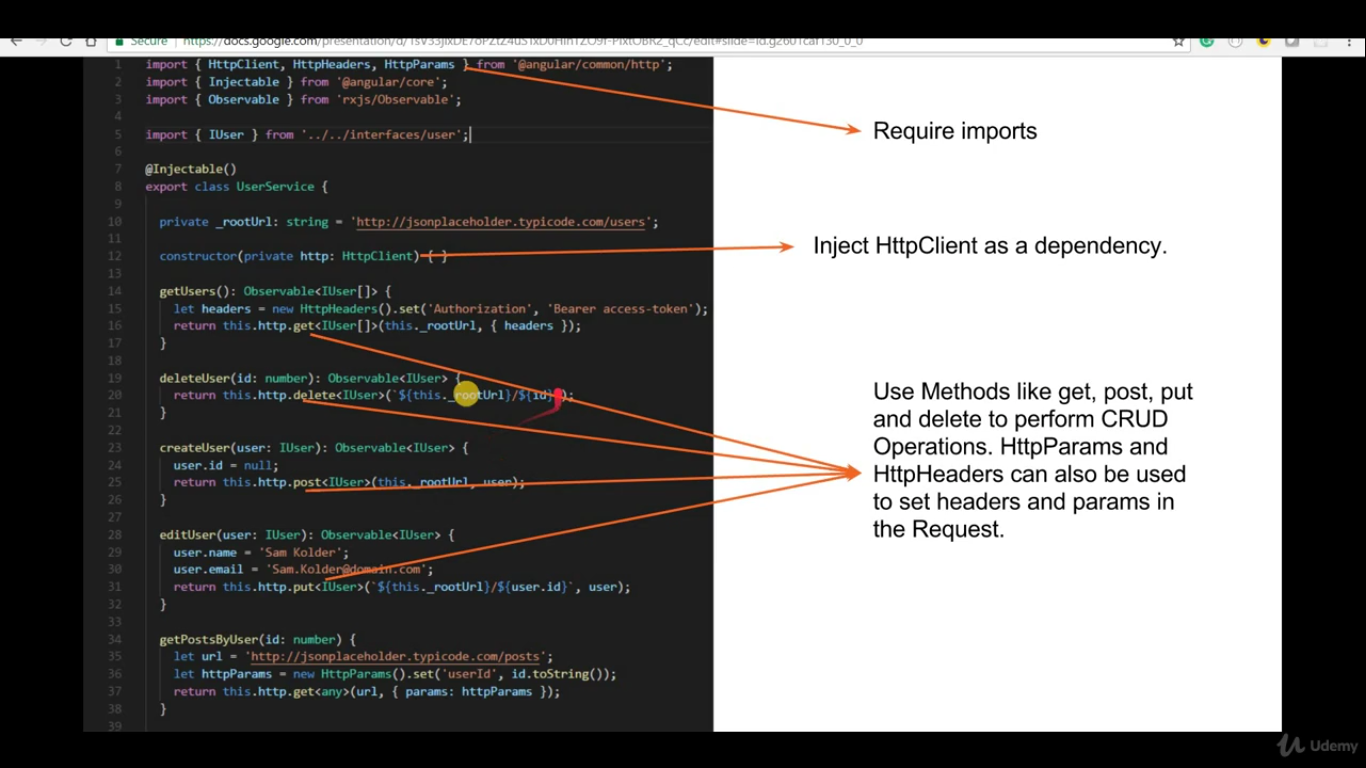 Secure
1 import { HttpClient, HttpHeaders, HttpParams } from '@angular/common/http';
2 import { Injectable } from '@angular/core';
3 import { Observable } from 'rxjs/Observable';
4
5 import { IUser } from '../../interfaces/user';
6
7 @Injectable()
8 export class UserService {
9
10 private _rootUrl: string = 'http://jsonplaceholder.typicode.com/users';
11
12 constructor(private http: HttpClient) { }
13
14 getUsers(): Observable<IUser[]> {
15 let headers = new HttpHeaders().set('Authorization', 'Bearer access-token');
16 return this.http.get<IUser[]>(this._rootUrl, { headers });
17 }
18
19 deleteUser(id: number): Observable<IUser> {
20 return this.http.delete<IUser>(`${this._rootUrl}/${id}`);
21 }
22
23 createUser(user: IUser): Observable<IUser> {
24 user.id = null;
25 return this.http.post<IUser>(this._rootUrl, user);
26 }
27
28 editUser(user: IUser): Observable<IUser> {
29 user.name = 'Sam Kolder';
30 user.email = 'Sam.Kolder@domain.com';
31 return this.http.put<IUser>(`${this._rootUrl}/${user.id}`, user);
32 }
33
34 getPostsByUser(id: number) {
35 let url = 'http://jsonplaceholder.typicode.com/posts';
36 let httpParams = new HttpParams().set('userId', id.toString());
37 return this.http.get<any>(url, { params: httpParams });
38 }
39
Require imports
Inject HttpClient as a dependency.
Use Methods like get, post, put
and delete to perform CRUD
Operations. HttpParams and
HttpHeaders can also be used
to set headers and params in
the Request.
Udemy